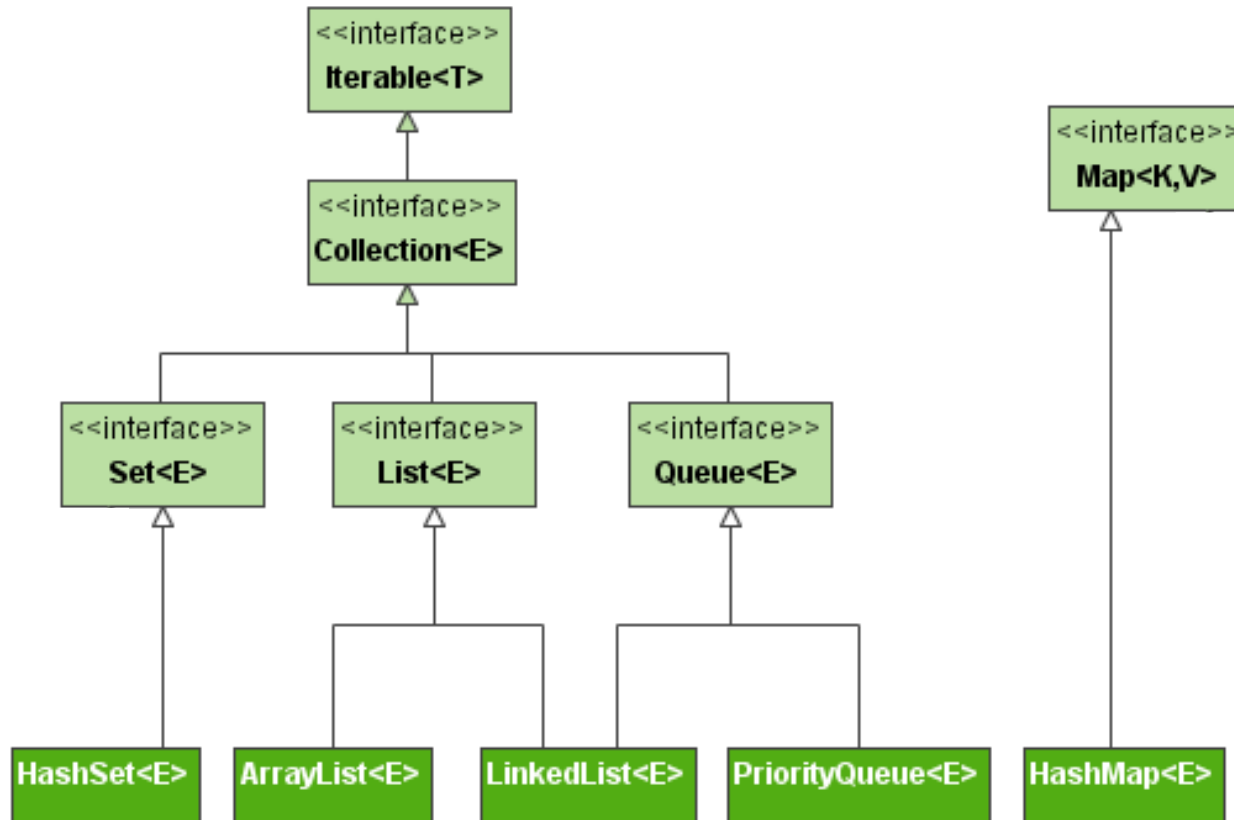 <<interface>>
Iterable<T>
<<interface>>
Map<K,V>
<<interface>>
Collection<E>
<<interface>>
Set<E>
<<interface>>
List<E>
<<interface>>
Queue<E>
HashSet<E>
ArrayList<E>
LinkedList<E>
PriorityQueue<E>
HashMap<E>